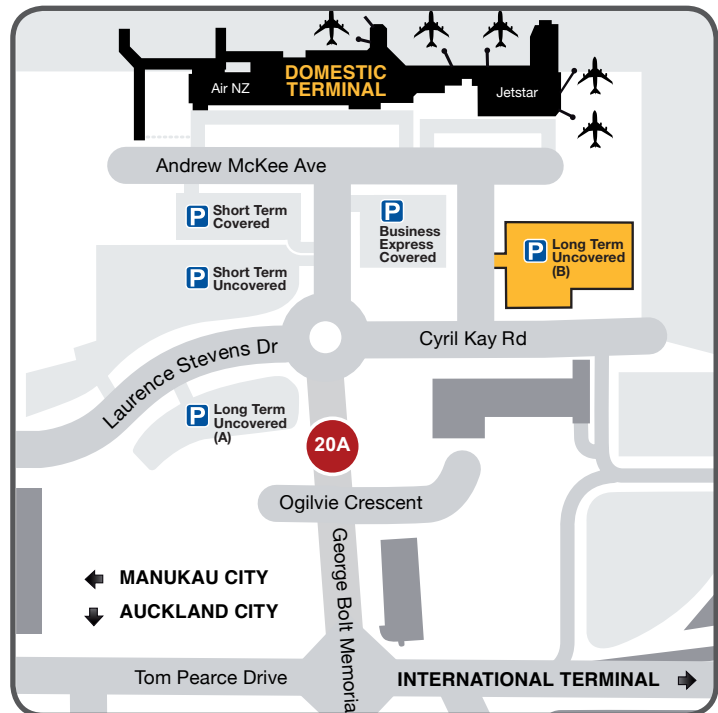 DOMESTIC
TERMINAL
Air NZ
Jetstar
Andrew McKee Ave
P Short Term
Covered
P
Business
Express
Covered
P Short Term
Uncovered
P Long Term
Uncovered
(B)
Laurence Stevens Dr
Cyril Kay Rd
P Long Term
Uncovered
(A)
20A
Ogilvie Crescent
George Bolt Memoria
MANUKAU CITY
AUCKLAND CITY
Tom Pearce Drive
INTERNATIONAL TERMINAL